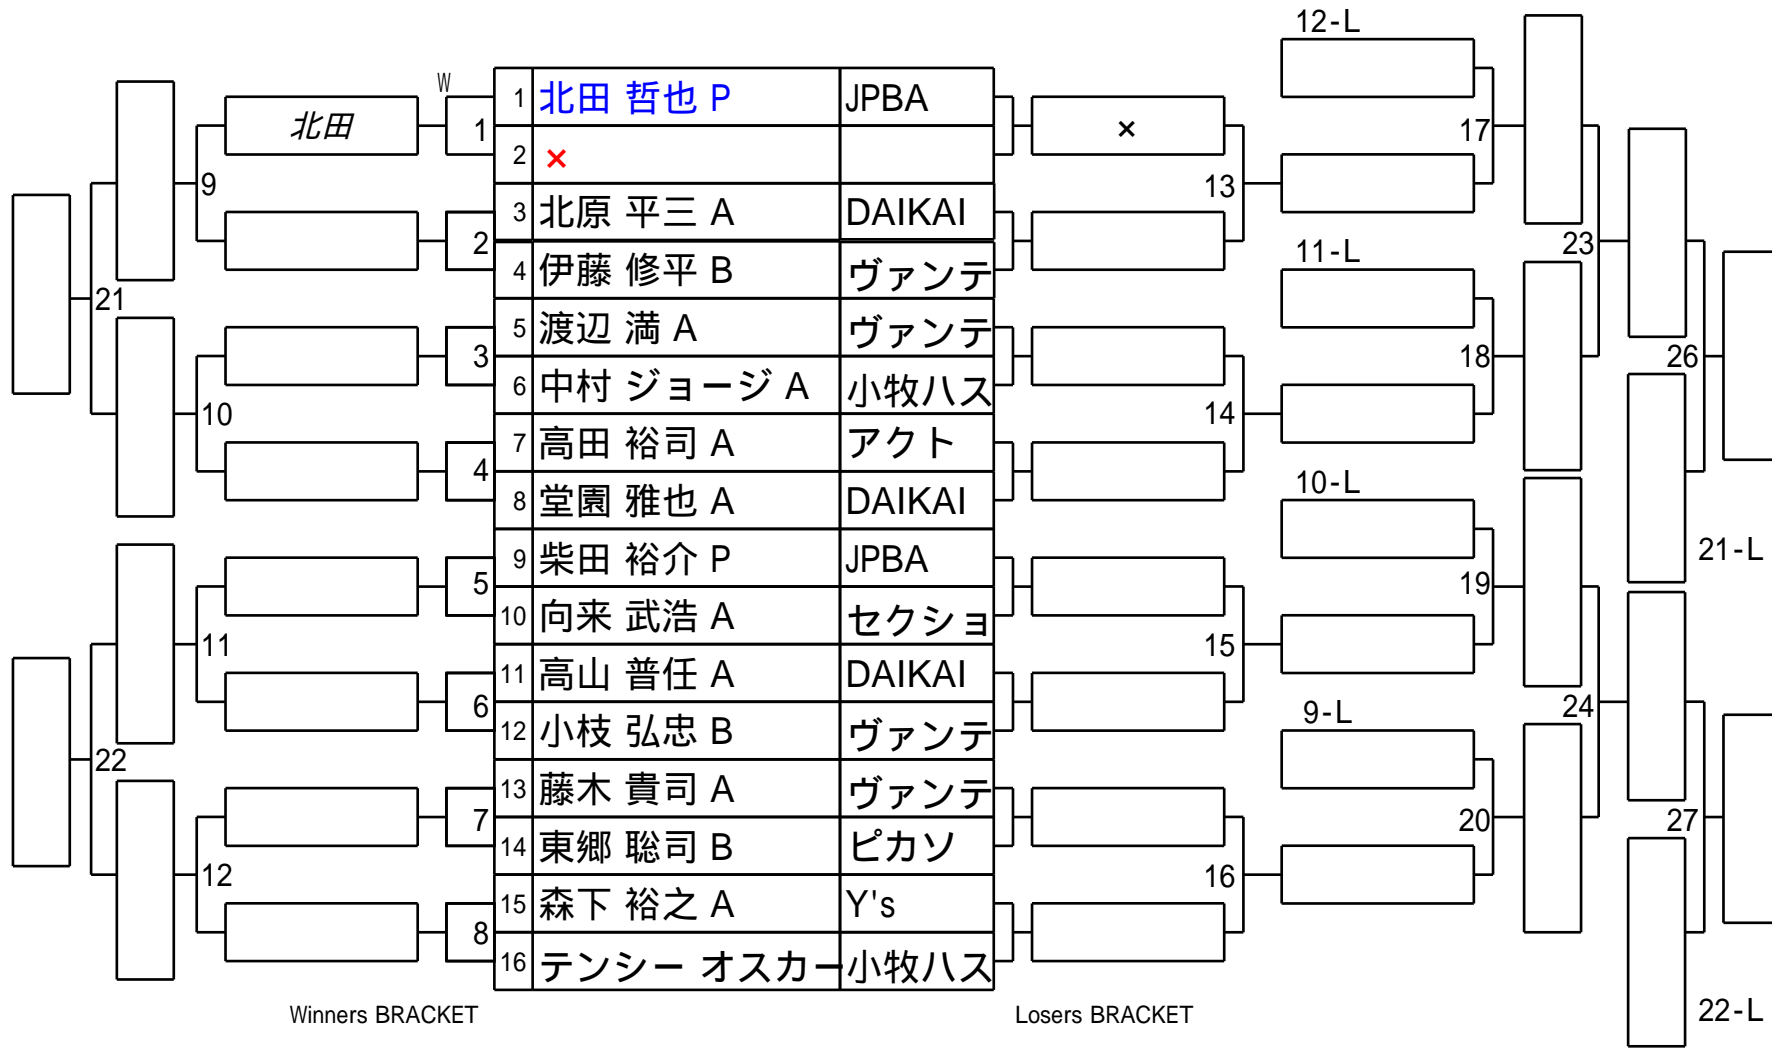 12-L
W
1 北田 哲也 P JPBA
北田
1
×
17
2 ×
9
13
3 北原 平三 A DAIKAI
2
23
4 伊藤 修平 B ヴァンテ
11-L
21
5 渡辺 満 A ヴァンテ
3
18
26
6 中村 ジョージ A 小牧ハス
10
14
7 高田 裕司 A アクト
4
10-L
8 堂園 雅也 A DAIKAI
21-L
9 柴田 裕介 P JPBA
5
19
10 向来 武浩 A セクショ
11
15
11 高山 普任 A DAIKAI
6
9-L
24
12 小枝 弘忠 B ヴァンテ
22
13 藤木 貴司 A ヴァンテ
7
20
27
14 東郷 聡司 B ピカソ
12
16
15 森下 裕之 A Y's
8
16 テンシー オスカー 小牧ハス
22-L
Winners BRACKET
Losers BRACKET